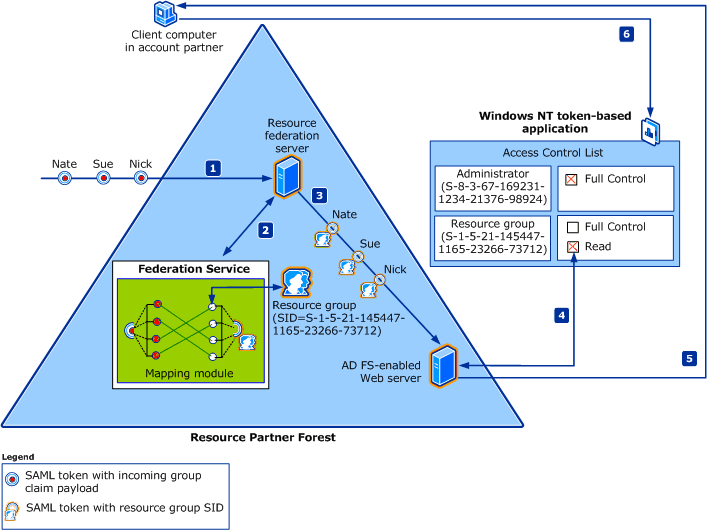 Client computer
in account partner
6
Windows NT token-based
application
Resource
federation
server
Access Control List
Nate
Sue
Nick
1
Administrator
(S-8-3-67-169231-
1234-21376-98924)
Full Control
3
2
Nate
Sue
Nick
Resource group
(S-1-5-21-145447-
1165-23266-73712)
Full Control
Read
Federation Service
Mapping module
Resource group
(SID=S-1-5-21-145447-
1165-23266-73712)
4
5
AD FS-enabled
Web server
Resource Partner Forest
Legend
SAML token with incoming group
claim payload
SAML token with resource group SID